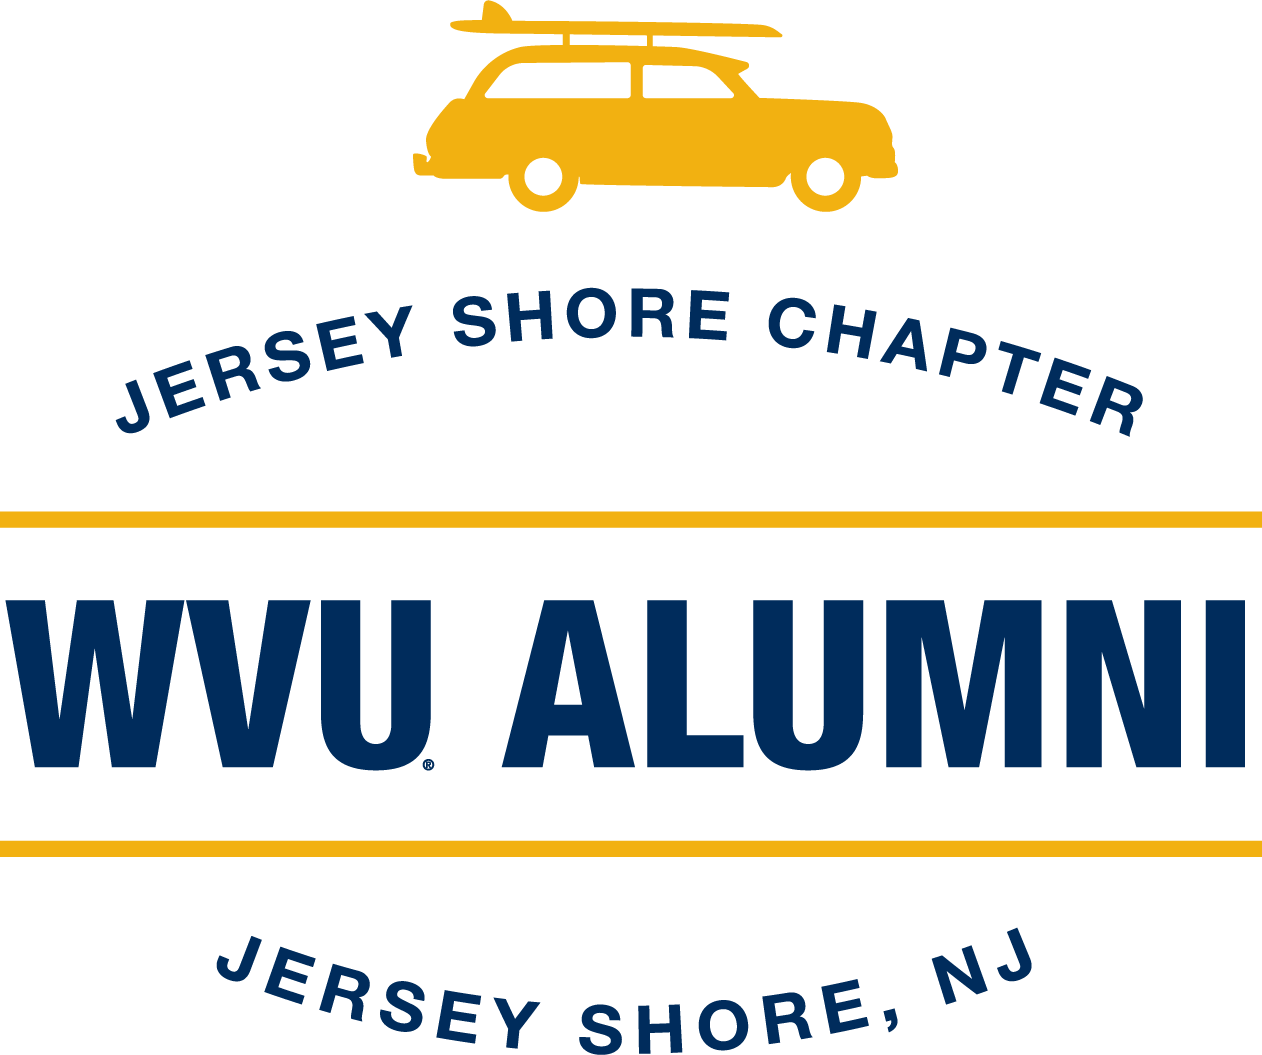 JERSEY SHORE CHAPTER
WVU® ALUMNI
JERSEY SHORE, NJ